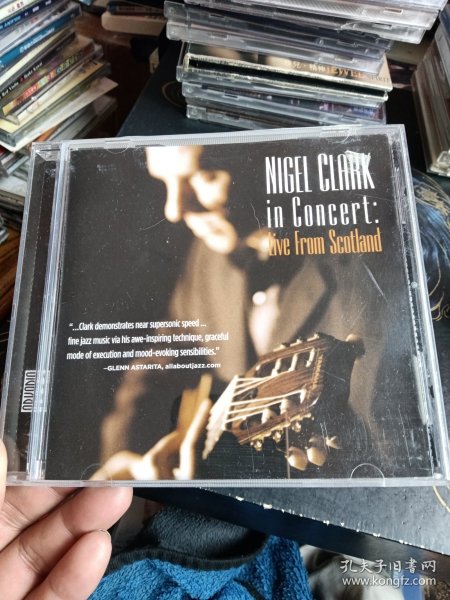 NIGEL CLARK
in Concert:
Live From Scotland
“...Clark demonstrates near supersonic speed ...
fine jazz music via his awe-inspiring technique, graceful
mode of execution and mood-evoking sensibilities.”
–GLENN ASTARITA, allaboutjazz.com
孔夫子旧书网
www.kongfz.com